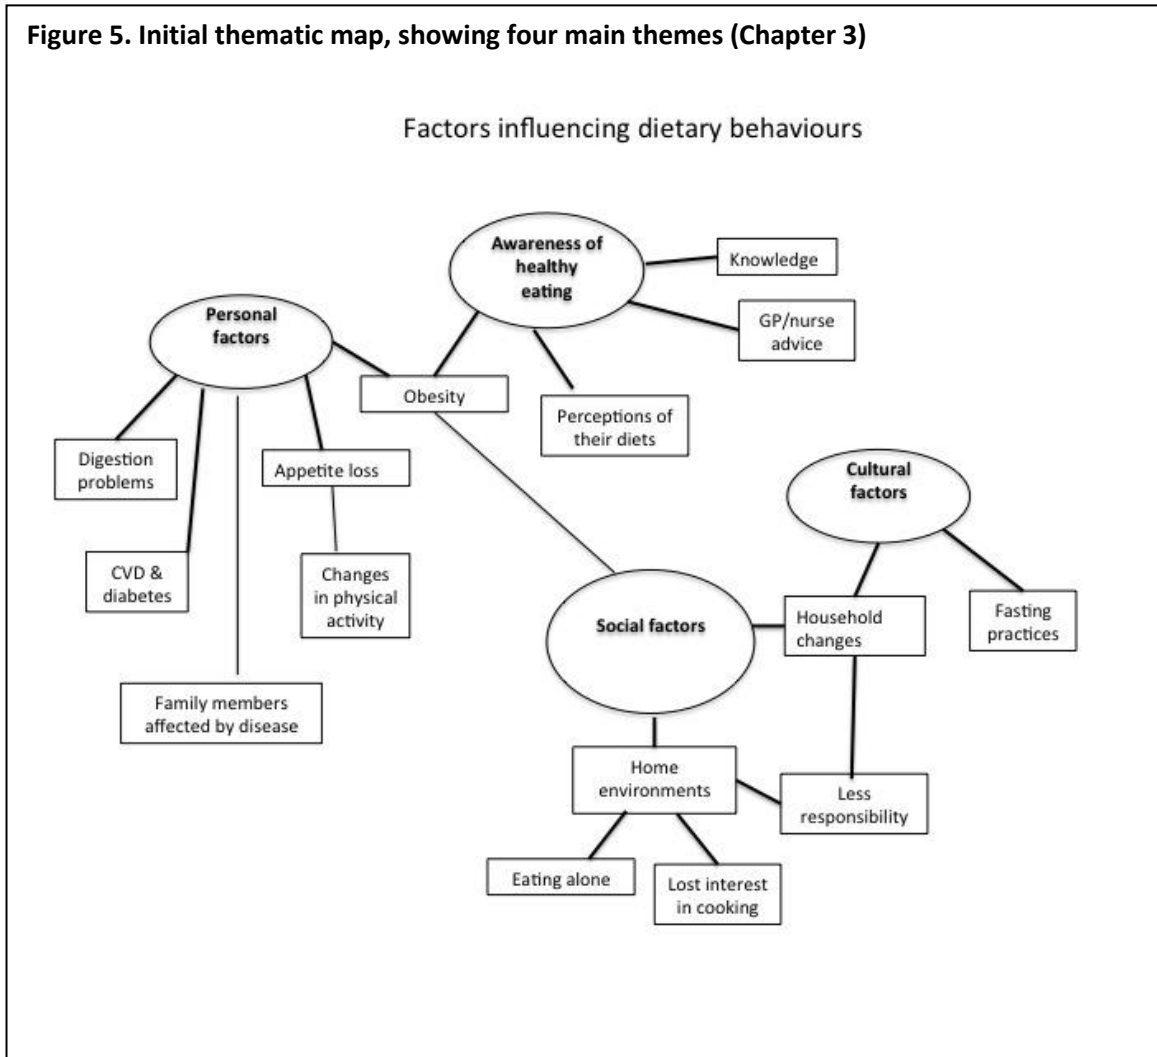 Figure 5. Initial thematic map, showing four main themes (Chapter 3)
Factors influencing dietary behaviours
Awareness of
healthy
eating
Knowledge
GP/nurse
advice
Personal
factors
Obesity
Perceptions of
their diets
Digestion
problems
Appetite loss
Cultural
factors
CVD &
diabetes
Changes
in physical
activity
Social factors
Household
changes
Fasting
practices
Family members
affected by disease
Home
environments
Less
responsibility
Eating alone
Lost interest
in cooking